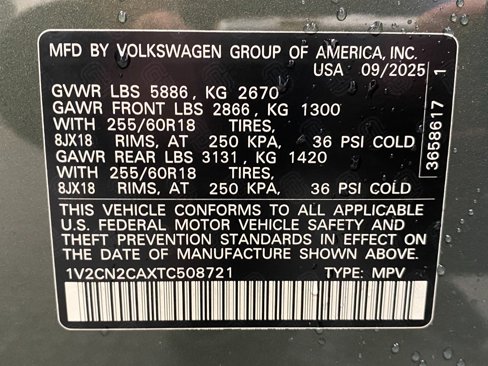 MFD BY VOLKSWAGEN GROUP OF AMERICA, INC.
USA 09/2025
GVWR LBS 5886, KG 2670
GAWR FRONT LBS 2866, KG 1300
WITH 255/60R18 TIRES,
8JX18 RIMS, AT 250 KPA, 36 PSI COLD
GAWR REAR LBS 3131, KG 1420
WITH 255/60R18 TIRES,
8JX18 RIMS, AT 250 KPA, 36 PSI COLD
THIS VEHICLE CONFORMS TO ALL APPLICABLE
U.S. FEDERAL MOTOR VEHICLE SAFETY AND
THEFT PREVENTION STANDARDS IN EFFECT ON
THE DATE OF MANUFACTURE SHOWN ABOVE.
1V2CN2CAXTC508721 TYPE: MPV
3658617 1